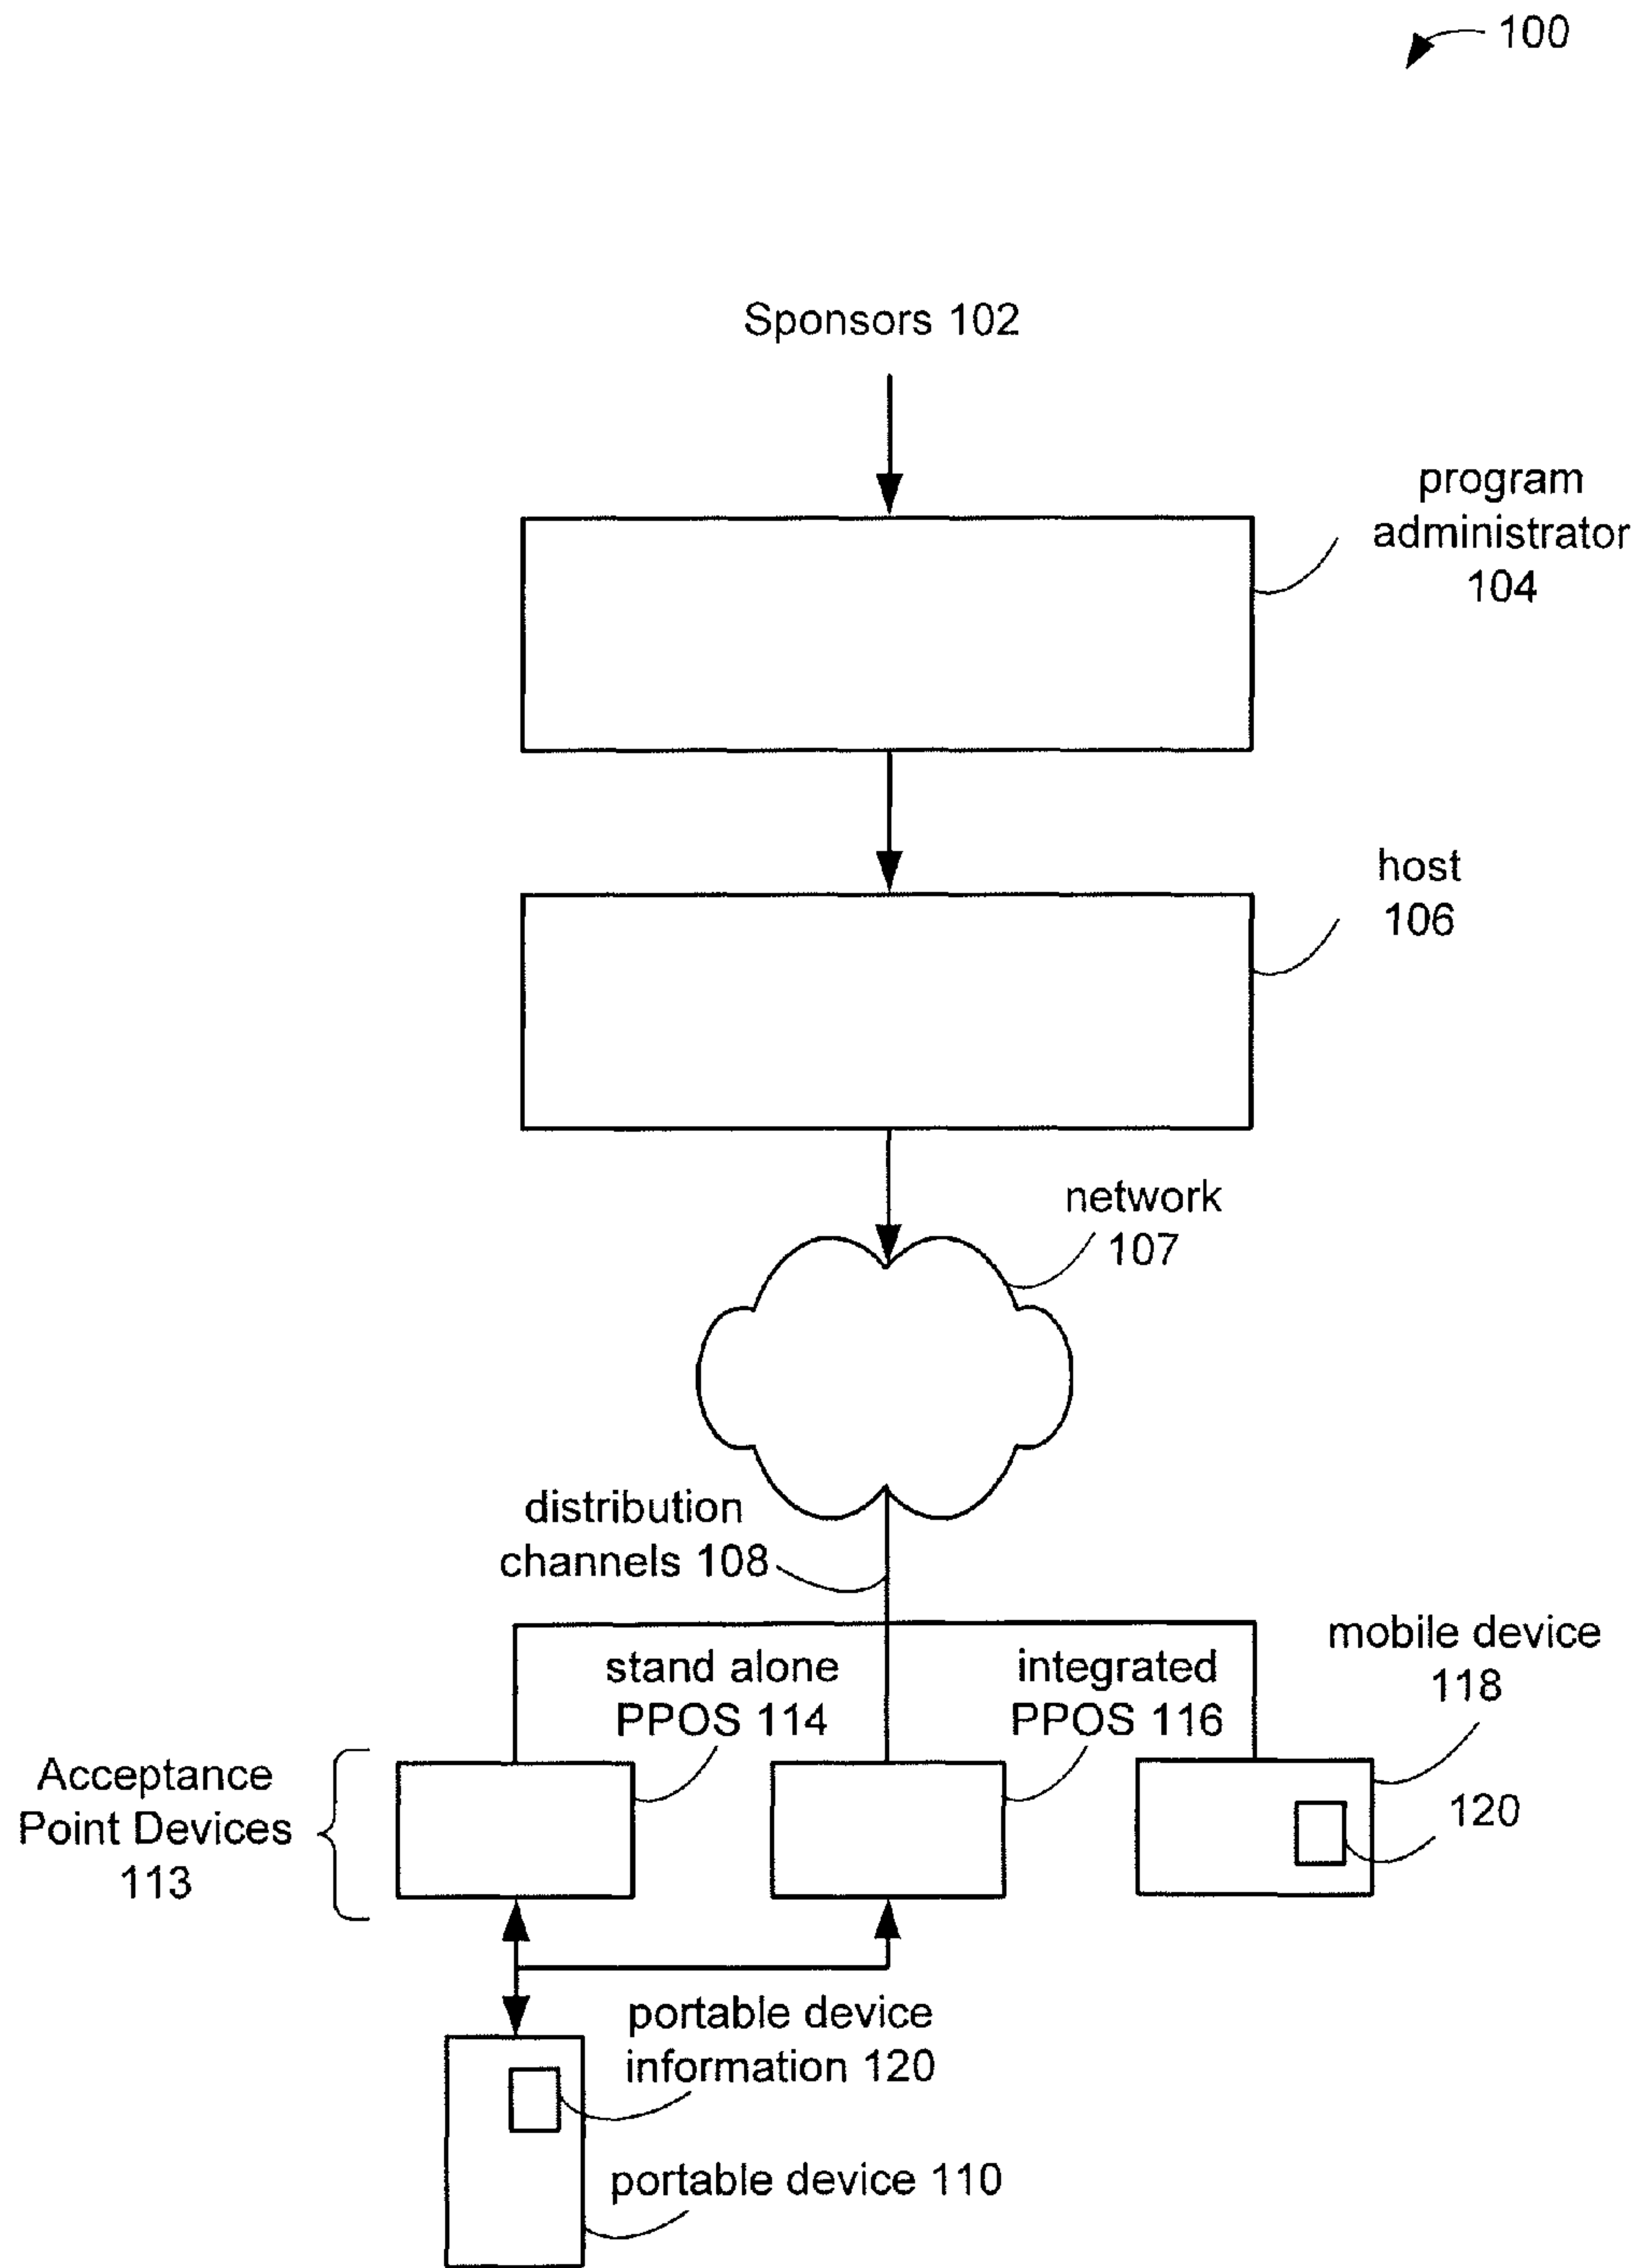 100
Sponsors 102
program
administrator
104
host
106
network
107
distribution
channels 108
mobile device
118
stand alone
PPOS 114
integrated
PPOS 116
Acceptance
Point Devices
113
120
portable device
information 120
portable device 110